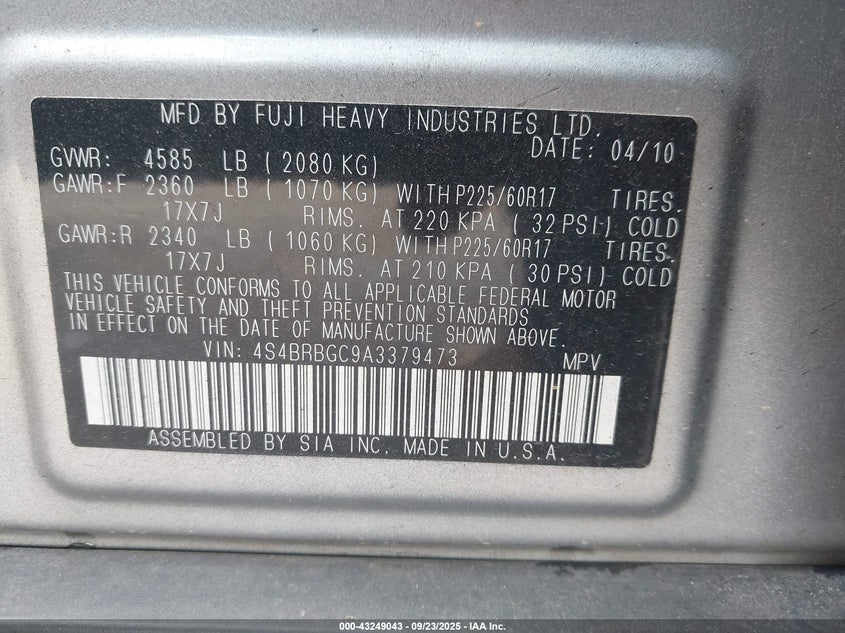 MFD BY FUJI HEAVY INDUSTRIES LTD.
DATE: 04/10
GVWR: 4585 LB ( 2080 KG)
GAWR:F 2360 LB ( 1070 KG) WITH P225/60R17 TIRES.
17X7J RIMS. AT 220 KPA ( 32 PSI) COLD
GAWR:R 2340 LB ( 1060 KG) WITH P225/60R17 TIRES.
17X7J RIMS. AT 210 KPA ( 30 PSI) COLD
THIS VEHICLE CONFORMS TO ALL APPLICABLE FEDERAL MOTOR
VEHICLE SAFETY AND THEFT PREVENTION STANDARDS
IN EFFECT ON THE DATE OF MANUFACTURE SHOWN ABOVE.
VIN: 4S4BRBGC9A3379473 MPV
ASSEMBLED BY SIA INC. MADE IN U.S.A.
000-43249043 - 09/23/2025 - IAA Inc.